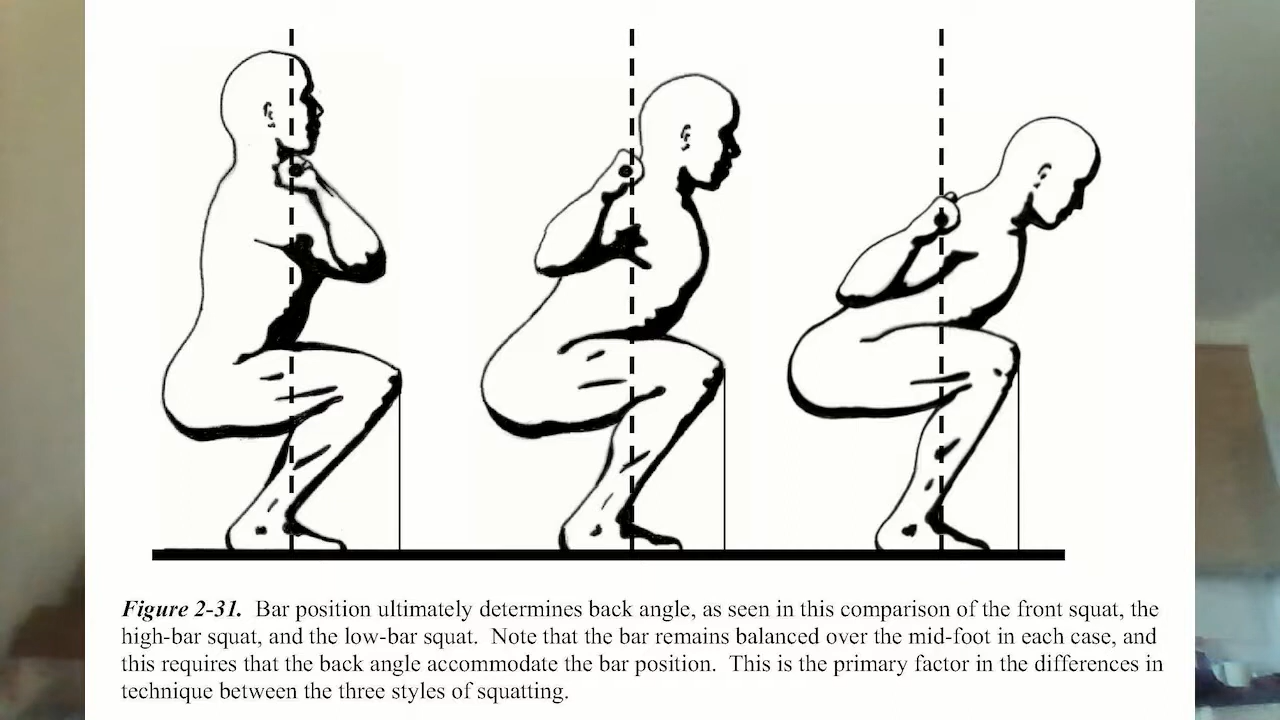 Figure 2-31. Bar position ultimately determines back angle, as seen in this comparison of the front squat, the
high-bar squat, and the low-bar squat. Note that the bar remains balanced over the mid-foot in each case, and
this requires that the back angle accommodate the bar position. This is the primary factor in the differences in
technique between the three styles of squatting.